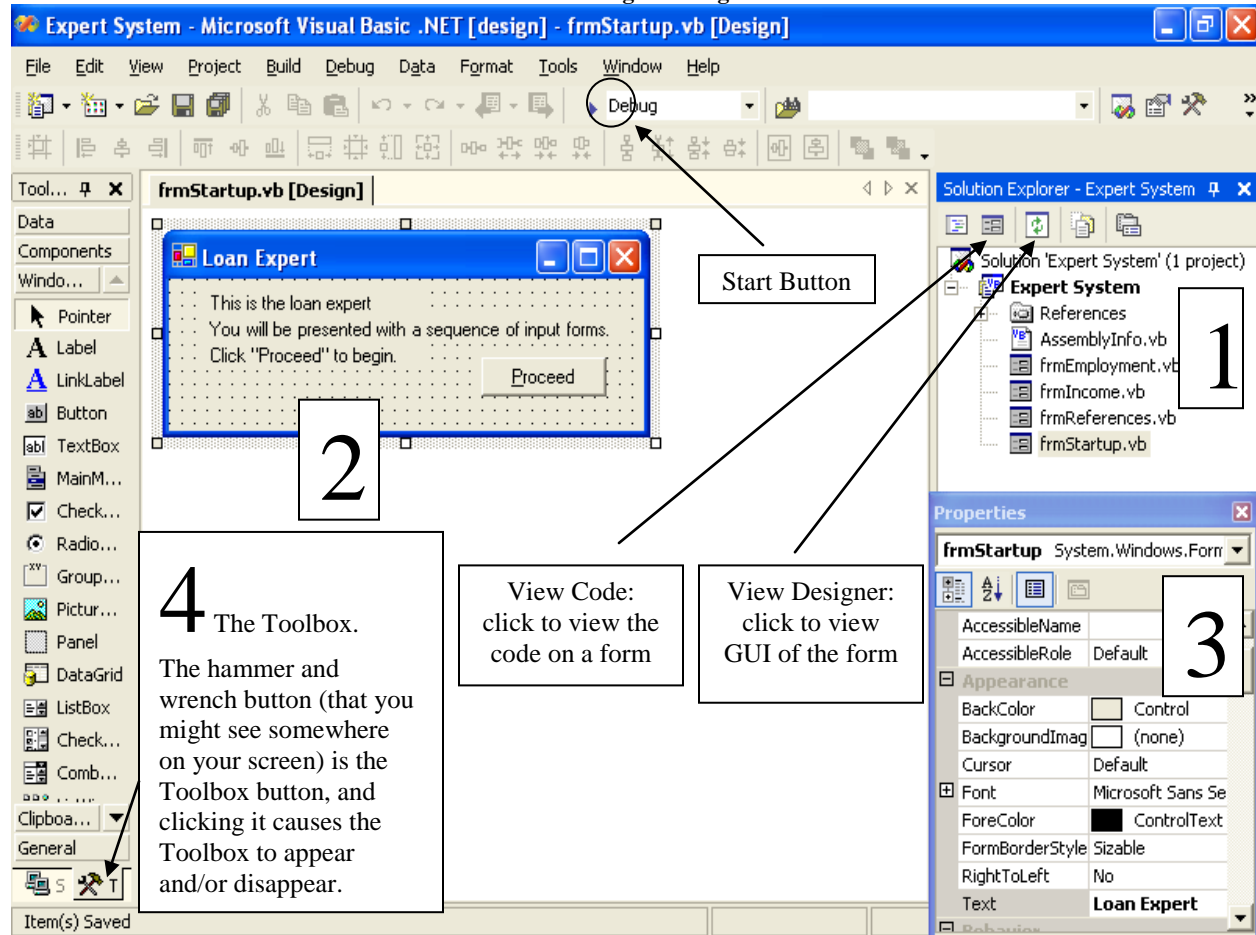 Expert System - Microsoft Visual Basic .NET [design] - frmStartup.vb [Design]
File Edit View Project Build Debug Data Format Tools Window Help
Debug
Tool...
frmStartup.vb [Design]
Solution Explorer - Expert System
Data
Components
Windo...
Pointer
A Label
A LinkLabel
ab Button
abl TextBox
MainM...
Check...
Radio...
XY Group...
Pictur...
Panel
DataGrid
ListBox
Check...
Comb...
Clipboa...
General
S T
Item(s) Saved
Loan Expert
This is the loan expert
You will be presented with a sequence of input forms.
Click "Proceed" to begin.
Proceed
2
Start Button
Solution 'Expert System' (1 project)
Expert System
References
AssemblyInfo.vb
frmEmployment.vb
frmIncome.vb
frmReferences.vb
frmStartup.vb
1
4 The Toolbox.
The hammer and
wrench button (that you
might see somewhere
on your screen) is the
Toolbox button, and
clicking it causes the
Toolbox to appear
and/or disappear.
View Code:
click to view the
code on a form
View Designer:
click to view
GUI of the form
Properties
frmStartup System.Windows.Form
AccessibleName
AccessibleRole Default
3
Appearance
BackColor Control
BackgroundImag (none)
Cursor Default
Font Microsoft Sans Se
ForeColor ControlText
FormBorderStyle Sizable
RightToLeft No
Text Loan Expert
Behavior